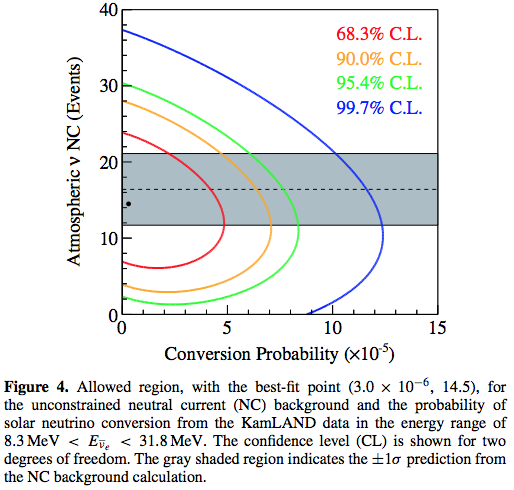 68.3% C.L.
90.0% C.L.
95.4% C.L.
99.7% C.L.
Atmospheric ν NC (Events)
40
30
20
10
0
0 5 10 15
Conversion Probability (×10⁻⁵)
Figure 4. Allowed region, with the best-fit point (3.0 × 10⁻⁶, 14.5), for
the unconstrained neutral current (NC) background and the probability of
solar neutrino conversion from the KamLAND data in the energy range of
8.3 MeV < E_ν̄ₑ < 31.8 MeV. The confidence level (CL) is shown for two
degrees of freedom. The gray shaded region indicates the ±1σ prediction from
the NC background calculation.